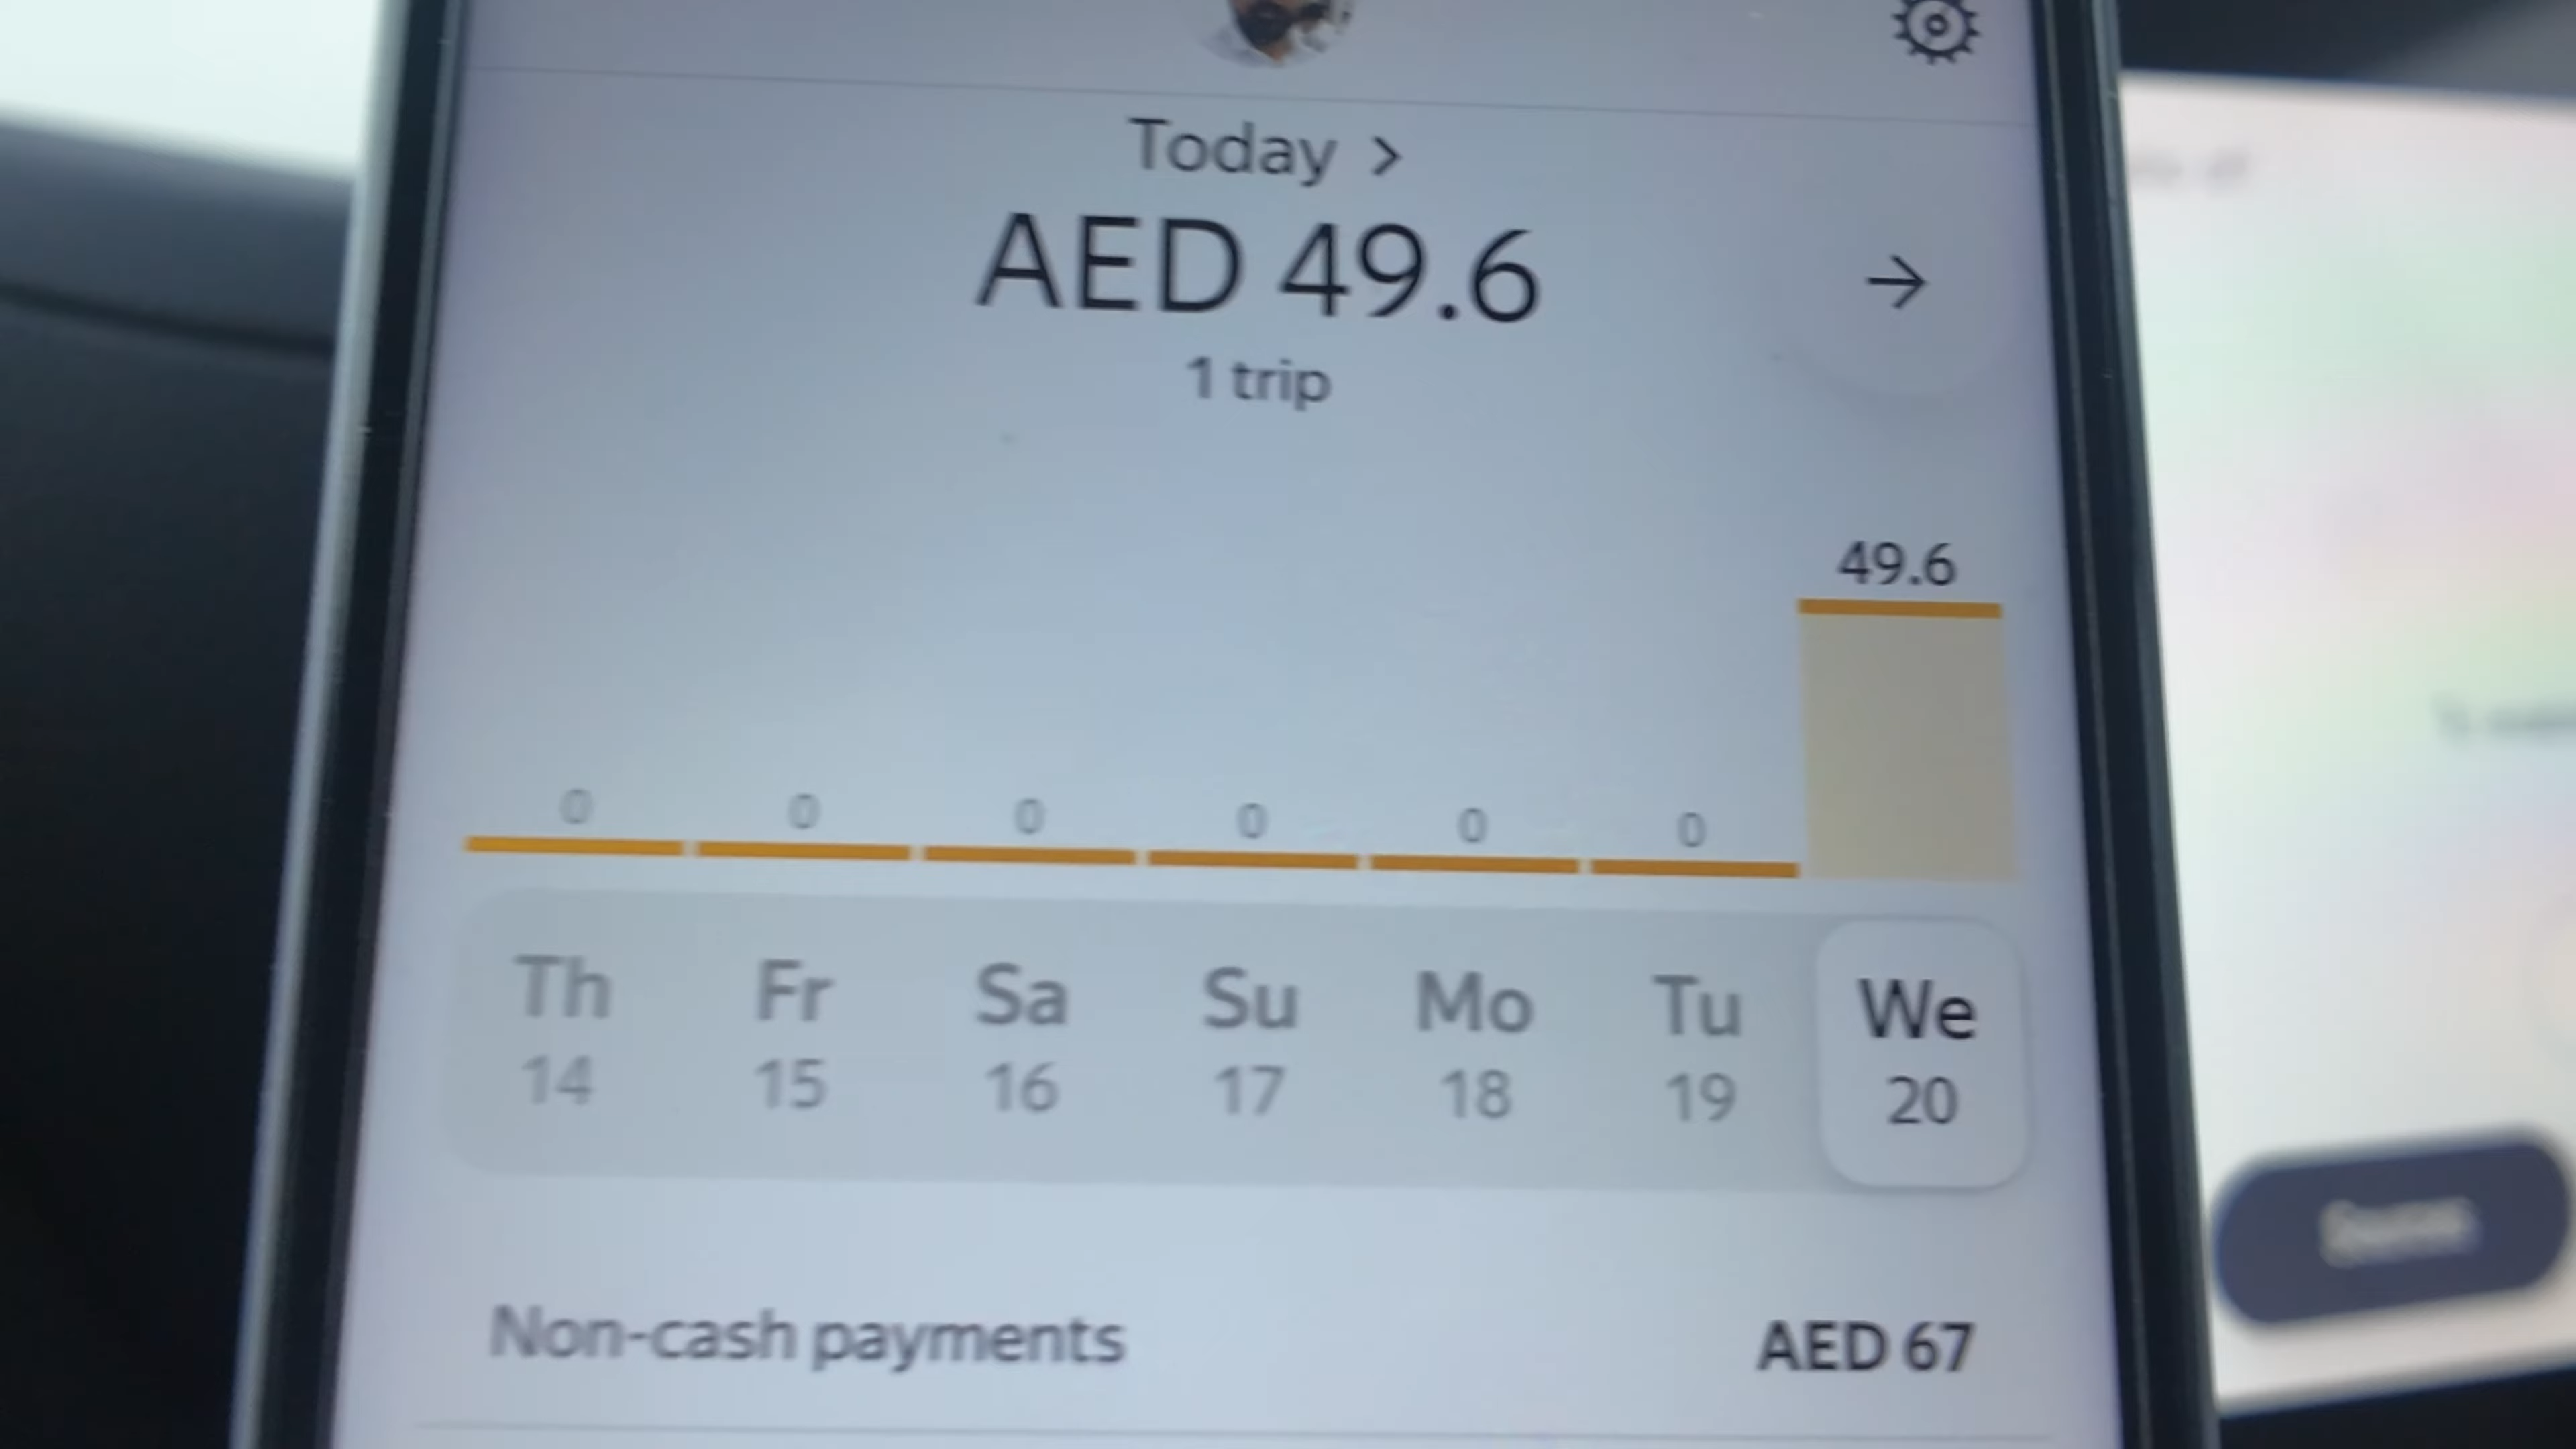 Today >
AED 49.6
→
1 trip
49.6
0 0 0 0 0 0
Th Fr Sa Su Mo Tu We
14 15 16 17 18 19 20
Non-cash payments AED 67